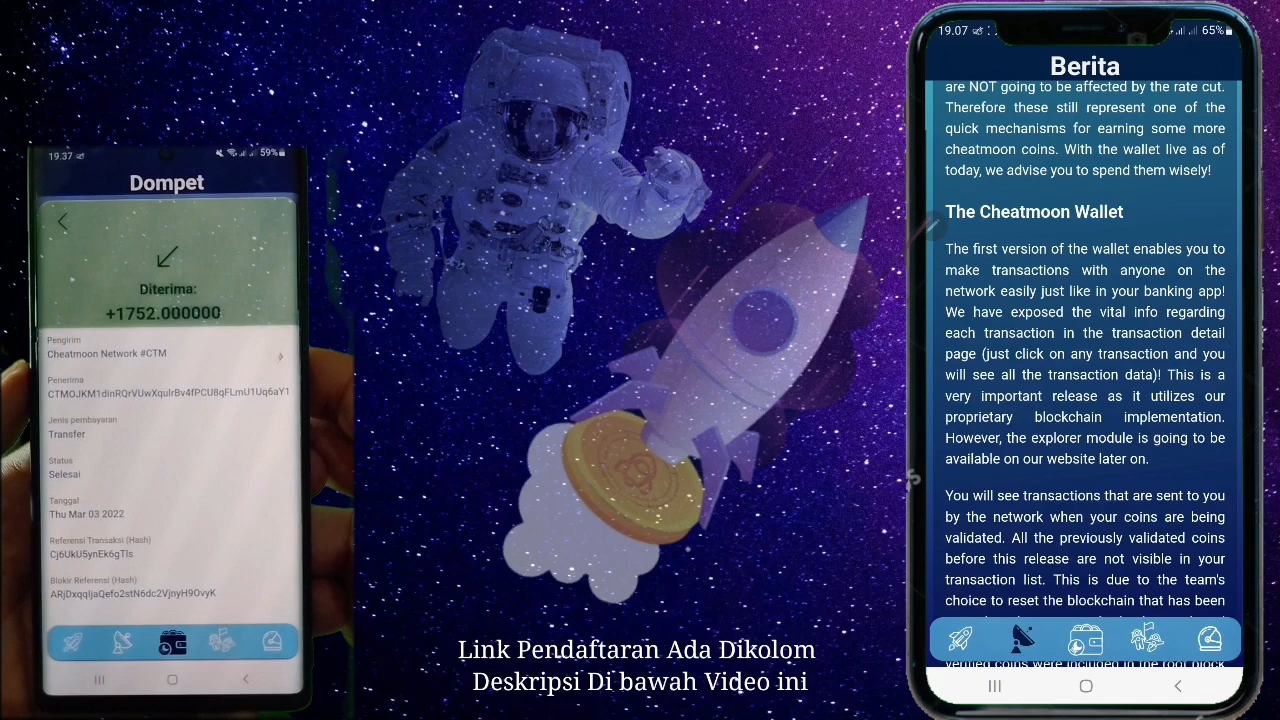 19.37
59%
Dompet
Diterima:
+1752.000000
Pengirim
Cheatmoon Network #CTM
Penerima
CTMOJKM1dinRQrVUwXqulrBv4fPCU8qFLmU1Uq6aY1
Jenis pembayaran
Transfer
Status
Selesai
Tanggal
Thu Mar 03 2022
Referensi Transaksi (Hash)
Cj6UkU5ynEk6gTls
Blokir Referensi (Hash)
ARjDxqqIjaQefo2stN6dc2VjnyH9OvyK
Link Pendaftaran Ada Dikolom
Deskripsi Di bawah Video ini
19.07
65%
Berita
are NOT going to be affected by the rate cut.
Therefore these still represent one of the
quick mechanisms for earning some more
cheatmoon coins. With the wallet live as of
today, we advise you to spend them wisely!
The Cheatmoon Wallet
The first version of the wallet enables you to
make transactions with anyone on the
network easily just like in your banking app!
We have exposed the vital info regarding
each transaction in the transaction detail
page (just click on any transaction and you
will see all the transaction data)! This is a
very important release as it utilizes our
proprietary blockchain implementation.
However, the explorer module is going to be
available on our website later on.
You will see transactions that are sent to you
by the network when your coins are being
validated. All the previously validated coins
before this release are not visible in your
transaction list. This is due to the team's
choice to reset the blockchain that has been
verified coins were included in the root block